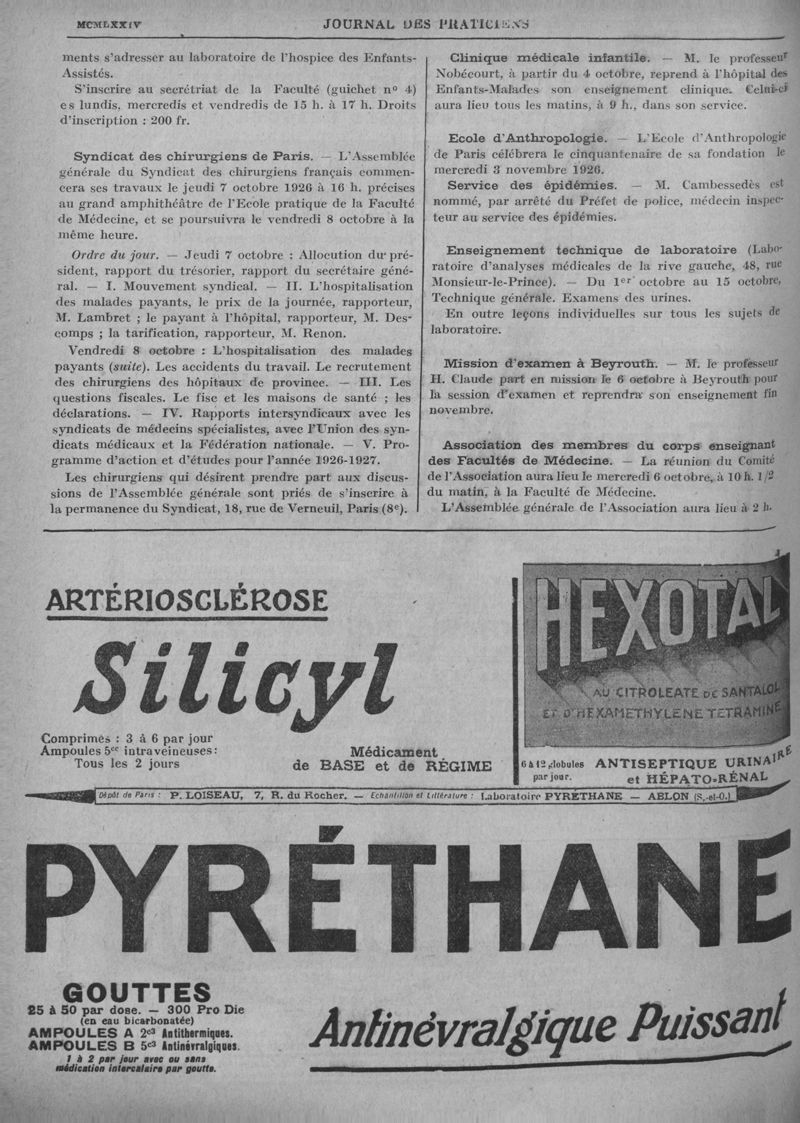 MCMLXXIV
JOURNAL DES PRATICIENS
ments s'adresser au laboratoire de l'hospice des Enfants-
Assistés.
S'inscrire au secrétriat de la Faculté (guichet nº 4)
es lundis, mercredis et vendredis de 15 h. à 17 h. Droits
d'inscription : 200 fr.
Syndicat des chirurgiens de Paris. — L'Assemblée
générale du Syndicat des chirurgiens français commen-
cera ses travaux le jeudi 7 octobre 1926 à 16 h. précises
au grand amphithéâtre de l'Ecole pratique de la Faculté
de Médecine, et se poursuivra le vendredi 8 octobre à la
même heure.
Ordre du jour. — Jeudi 7 octobre : Allocution du pré-
sident, rapport du trésorier, rapport du secrétaire géné-
ral. — I. Mouvement syndical. — II. L'hospitalisation
des malades payants, le prix de la journée, rapporteur,
M. Lambret ; le payant à l'hôpital, rapporteur, M. Des-
comps ; la tarification, rapporteur, M. Renon.
Vendredi 8 octobre : L'hospitalisation des malades
payants (suite). Les accidents du travail. Le recrutement
des chirurgiens des hôpitaux de province. — III. Les
questions fiscales. Le fisc et les maisons de santé ; les
déclarations. — IV. Rapports intersyndicaux avec les
syndicats de médecins spécialistes, avec l'Union des syn-
dicats médicaux et la Fédération nationale. — V. Pro-
gramme d'action et d'études pour l'année 1926-1927.
Les chirurgiens qui désirent prendre part aux discus-
sions de l'Assemblée générale sont priés de s'inscrire à
la permanence du Syndicat, 18, rue de Verneuil, Paris (8e).
Clinique médicale infantile. — M. le professeur
Nobécourt, à partir du 4 octobre, reprend à l'hôpital des
Enfants-Malades son enseignement clinique. Celui-ci
aura lieu tous les matins, à 9 h., dans son service.
Ecole d'Anthropologie. — L'Ecole d'Anthropologie
de Paris célébrera le cinquantenaire de sa fondation le
mercredi 3 novembre 1926.
Service des épidémies. — M. Cambessedès est
nommé, par arrêté du Préfet de police, médecin inspec-
teur au service des épidémies.
Enseignement technique de laboratoire (Labo-
ratoire d'analyses médicales de la rive gauche, 48, rue
Monsieur-le-Prince). — Du 1er octobre au 15 octobre,
Technique générale. Examens des urines.
En outre leçons individuelles sur tous les sujets de
laboratoire.
Mission d'examen à Beyrouth. — M. le professeur
H. Claude part en mission le 6 octobre à Beyrouth pour
la session d'examen et reprendra son enseignement fin
novembre.
Association des membres du corps enseignant
des Facultés de Médecine. — La réunion du Comité
de l'Association aura lieu le mercredi 6 octobre, à 10 h. 1/2
du matin, à la Faculté de Médecine.
L'Assemblée générale de l'Association aura lieu à 2 h.
ARTÉRIOSCLÉROSE
Silicyl
Comprimés : 3 à 6 par jour
Ampoules 5cc intraveineuses :
Tous les 2 jours
Médicament
de BASE et de RÉGIME
HEXOTAL
AU CITROLEATE DE SANTALOL
ET D'HEXAMETHYLENE TETRAMINE
6 à 12 globules
par jour.
ANTISEPTIQUE URINAIRE
et HÉPATO-RÉNAL
Dépôt de Paris : P. LOISEAU, 7, R. du Rocher. — Echantillon et Littérature : Laboratoire PYRÉTHANE — ABLON (S.-et-O.)
PYRÉTHANE
GOUTTES
25 à 50 par dose. — 300 Pro Die
(en eau bicarbonatée)
AMPOULES A 2c3 Antithermiques.
AMPOULES B 5c3 Antinévralgiques.
1 à 2 par jour avec ou sans
médication intercalaire par goutte.
Antinévralgique Puissant